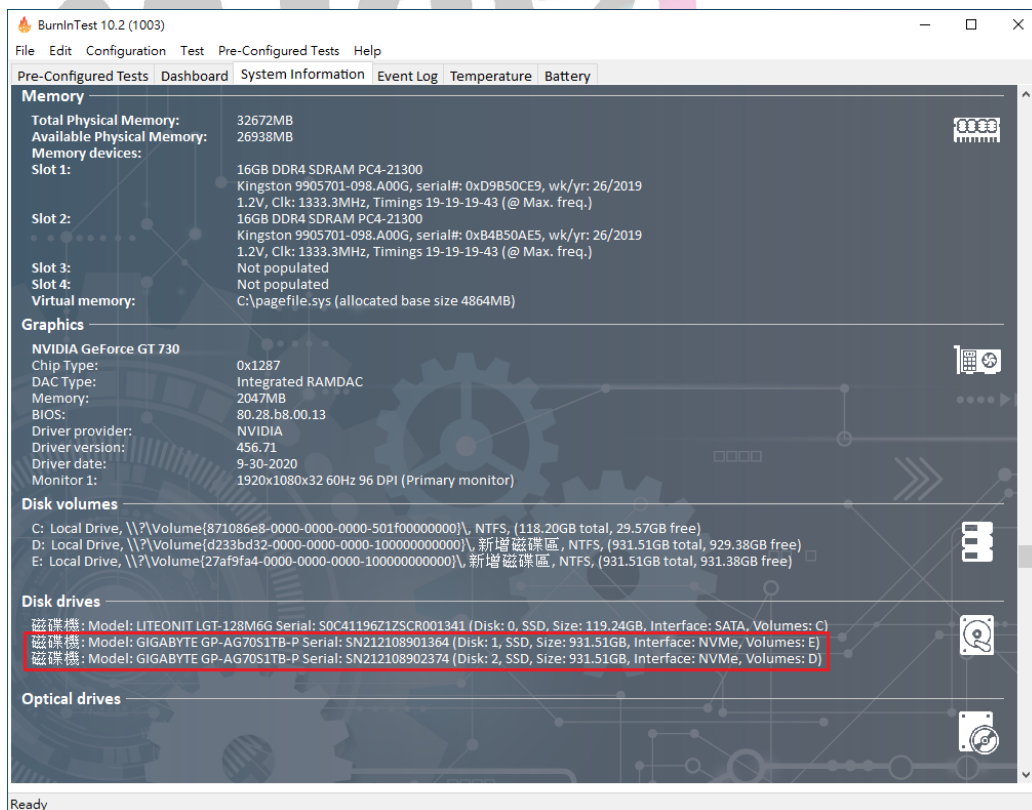 BurnInTest 10.2 (1003)
File Edit Configuration Test Pre-Configured Tests Help
Pre-Configured Tests Dashboard System Information Event Log Temperature Battery
Memory
Total Physical Memory: 32672MB
Available Physical Memory: 26938MB
Memory devices:
Slot 1: 16GB DDR4 SDRAM PC4-21300
Kingston 9905701-098.A00G, serial#: 0xD9B50CE9, wk/yr: 26/2019
1.2V, Clk: 1333.3MHz, Timings 19-19-19-43 (@ Max. freq.)
Slot 2: 16GB DDR4 SDRAM PC4-21300
Kingston 9905701-098.A00G, serial#: 0xB4B50AE5, wk/yr: 26/2019
1.2V, Clk: 1333.3MHz, Timings 19-19-19-43 (@ Max. freq.)
Slot 3: Not populated
Slot 4: Not populated
Virtual memory: C:\pagefile.sys (allocated base size 4864MB)
Graphics
NVIDIA GeForce GT 730
Chip Type: 0x1287
DAC Type: Integrated RAMDAC
Memory: 2047MB
BIOS: 80.28.b8.00.13
Driver provider: NVIDIA
Driver version: 456.71
Driver date: 9-30-2020
Monitor 1: 1920x1080x32 60Hz 96 DPI (Primary monitor)
Disk volumes
C: Local Drive, \\?\Volume{871086e8-0000-0000-0000-501f00000000}\, NTFS, (118.20GB total, 29.57GB free)
D: Local Drive, \\?\Volume{d233bd32-0000-0000-0000-100000000000}\, 新增磁碟區, NTFS, (931.51GB total, 929.38GB free)
E: Local Drive, \\?\Volume{27af9fa4-0000-0000-0000-100000000000}\, 新增磁碟區, NTFS, (931.51GB total, 931.38GB free)
Disk drives
磁碟機: Model: LITEONIT LGT-128M6G Serial: S0C41196Z1ZSCR001341 (Disk: 0, SSD, Size: 119.24GB, Interface: SATA, Volumes: C)
磁碟機: Model: GIGABYTE GP-AG70S1TB-P Serial: SN212108901364 (Disk: 1, SSD, Size: 931.51GB, Interface: NVMe, Volumes: E)
磁碟機: Model: GIGABYTE GP-AG70S1TB-P Serial: SN212108902374 (Disk: 2, SSD, Size: 931.51GB, Interface: NVMe, Volumes: D)
Optical drives
Ready